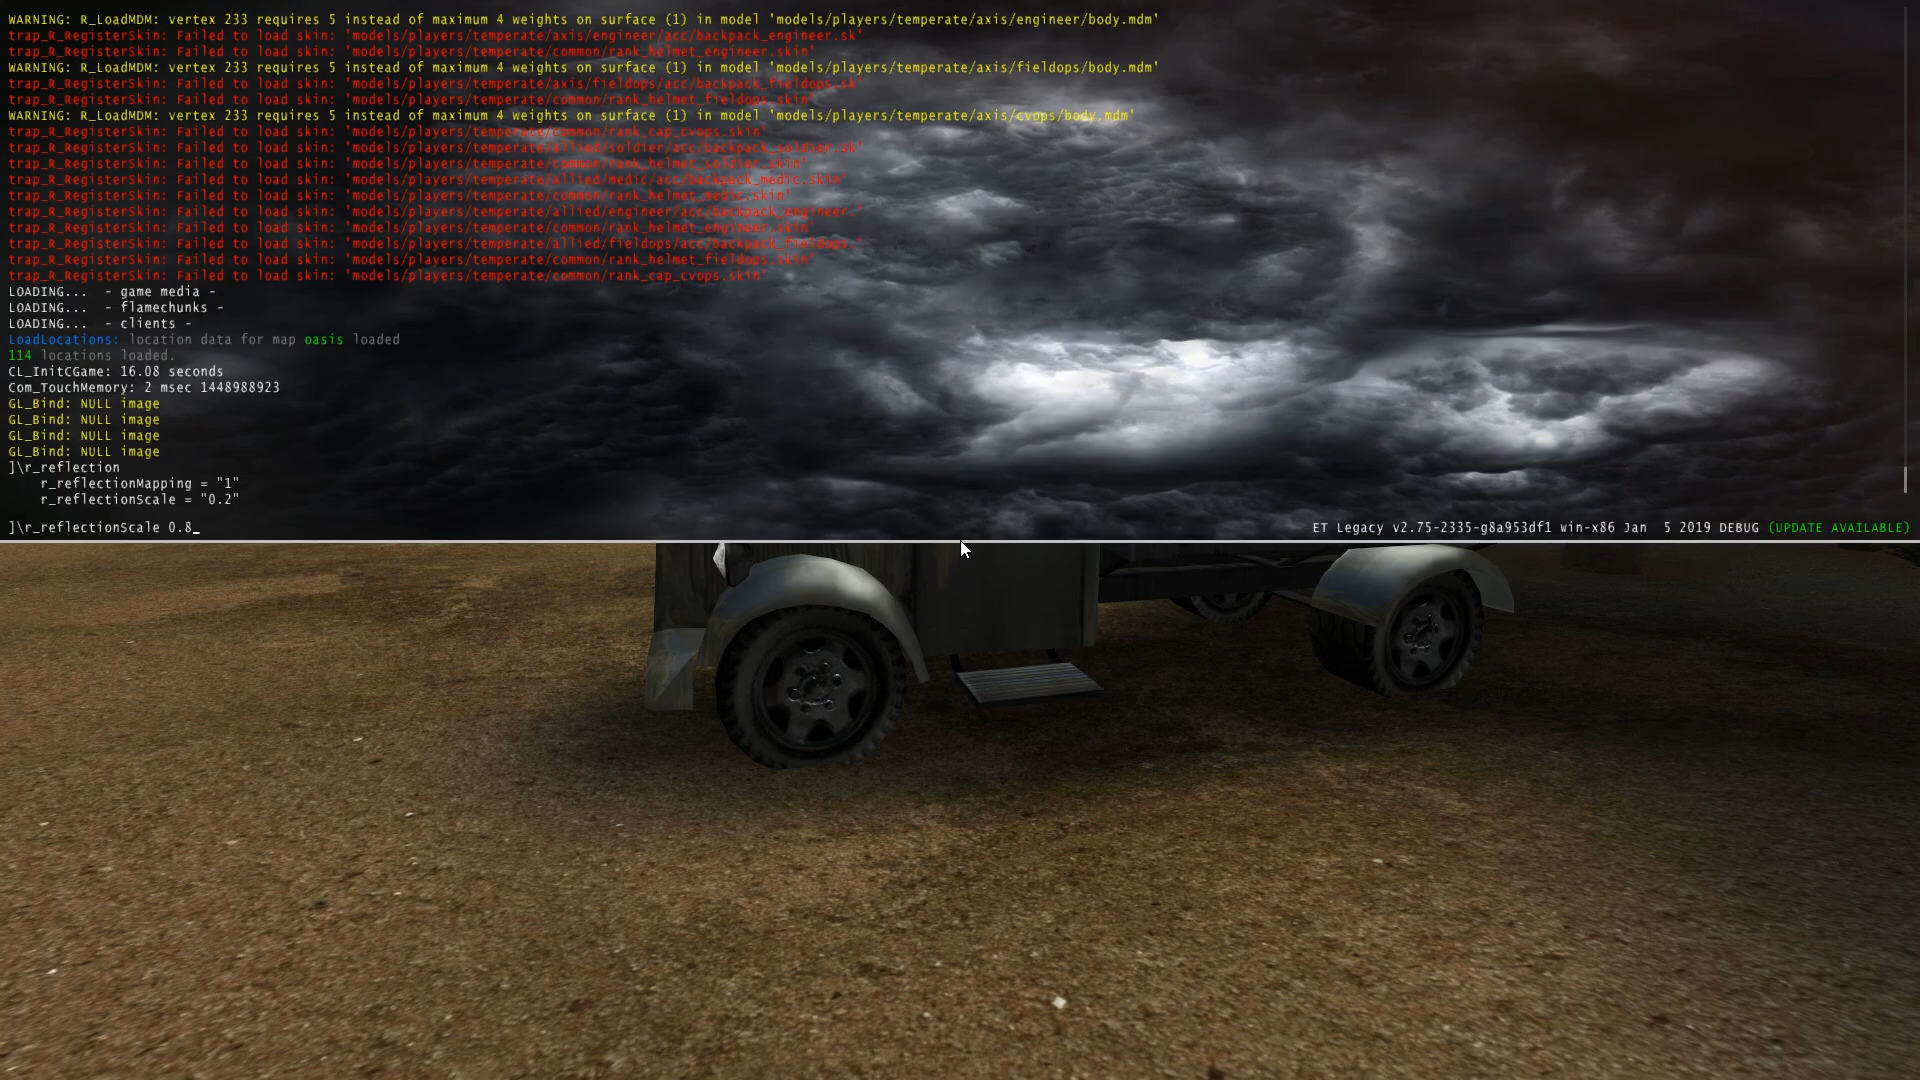 WARNING: R_LoadMDM: vertex 233 requires 5 instead of maximum 4 weights on surface (1) in model 'models/players/temperate/axis/engineer/body.mdm'
trap_R_RegisterSkin: Failed to load skin: 'models/players/temperate/axis/engineer/acc/backpack_engineer.sk'
trap_R_RegisterSkin: Failed to load skin: 'models/players/temperate/common/rank_helmet_engineer.skin'
WARNING: R_LoadMDM: vertex 233 requires 5 instead of maximum 4 weights on surface (1) in model 'models/players/temperate/axis/fieldops/body.mdm'
trap_R_RegisterSkin: Failed to load skin: 'models/players/temperate/axis/fieldops/acc/backpack_fieldops.sk'
trap_R_RegisterSkin: Failed to load skin: 'models/players/temperate/common/rank_helmet_fieldops.skin'
WARNING: R_LoadMDM: vertex 233 requires 5 instead of maximum 4 weights on surface (1) in model 'models/players/temperate/axis/cvops/body.mdm'
trap_R_RegisterSkin: Failed to load skin: 'models/players/temperate/common/rank_cap_cvops.skin'
trap_R_RegisterSkin: Failed to load skin: 'models/players/temperate/allied/soldier/acc/backpack_soldier.sk'
trap_R_RegisterSkin: Failed to load skin: 'models/players/temperate/common/rank_helmet_soldier.skin'
trap_R_RegisterSkin: Failed to load skin: 'models/players/temperate/allied/medic/acc/backpack_medic.skin'
trap_R_RegisterSkin: Failed to load skin: 'models/players/temperate/common/rank_helmet_medic.skin'
trap_R_RegisterSkin: Failed to load skin: 'models/players/temperate/allied/engineer/acc/backpack_engineer.'
trap_R_RegisterSkin: Failed to load skin: 'models/players/temperate/common/rank_helmet_engineer.skin'
trap_R_RegisterSkin: Failed to load skin: 'models/players/temperate/allied/fieldops/acc/backpack_fieldops.'
trap_R_RegisterSkin: Failed to load skin: 'models/players/temperate/common/rank_helmet_fieldops.skin'
trap_R_RegisterSkin: Failed to load skin: 'models/players/temperate/common/rank_cap_cvops.skin'
LOADING...  - game media -
LOADING...  - flamechunks -
LOADING...  - clients -
LoadLocations: location data for map oasis loaded
114 locations loaded.
CL_InitCGame: 16.08 seconds
Com_TouchMemory: 2 msec 1448988923
GL_Bind: NULL image
GL_Bind: NULL image
GL_Bind: NULL image
GL_Bind: NULL image
]\r_reflection
    r_reflectionMapping = "1"
    r_reflectionScale = "0.2"
]\r_reflectionScale 0.8_
ET Legacy v2.75-2335-g8a953df1 win-x86 Jan  5 2019 DEBUG (UPDATE AVAILABLE)